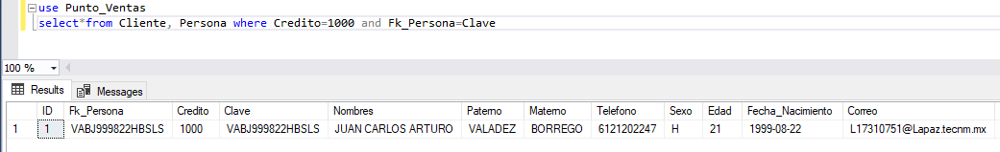 use Punto_Ventas
select*from Cliente, Persona where Credito=1000 and Fk_Persona=Clave
100 %
Results Messages
ID Fk_Persona Credito Clave Nombres Paterno Materno Telefono Sexo Edad Fecha_Nacimiento Correo
1 1 VABJ999822HBSLS 1000 VABJ999822HBSLS JUAN CARLOS ARTURO VALADEZ BORREGO 6121202247 H 21 1999-08-22 L17310751@Lapaz.tecnm.mx